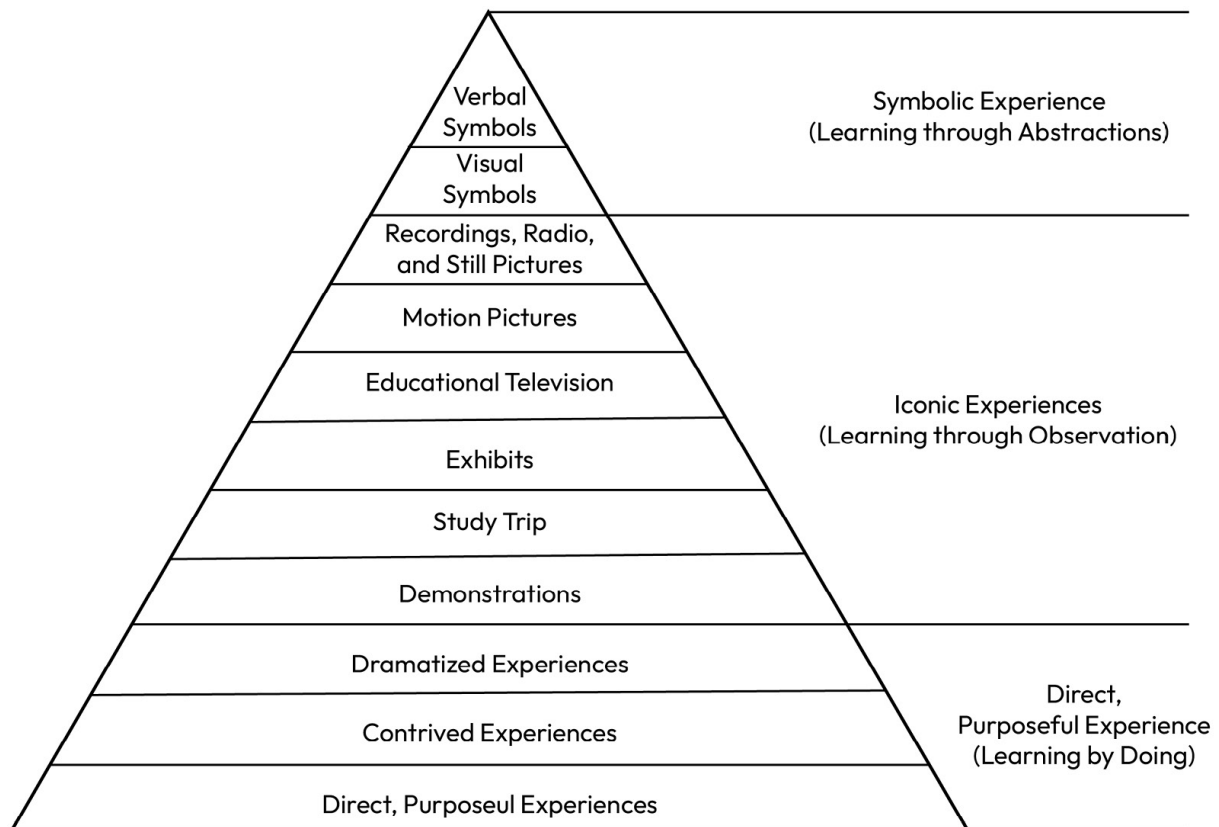 Verbal
Symbols
Visual
Symbols
Recordings, Radio,
and Still Pictures
Motion Pictures
Educational Television
Exhibits
Study Trip
Demonstrations
Dramatized Experiences
Contrived Experiences
Direct, Purposeul Experiences
Symbolic Experience
(Learning through Abstractions)
Iconic Experiences
(Learning through Observation)
Direct,
Purposeful Experience
(Learning by Doing)